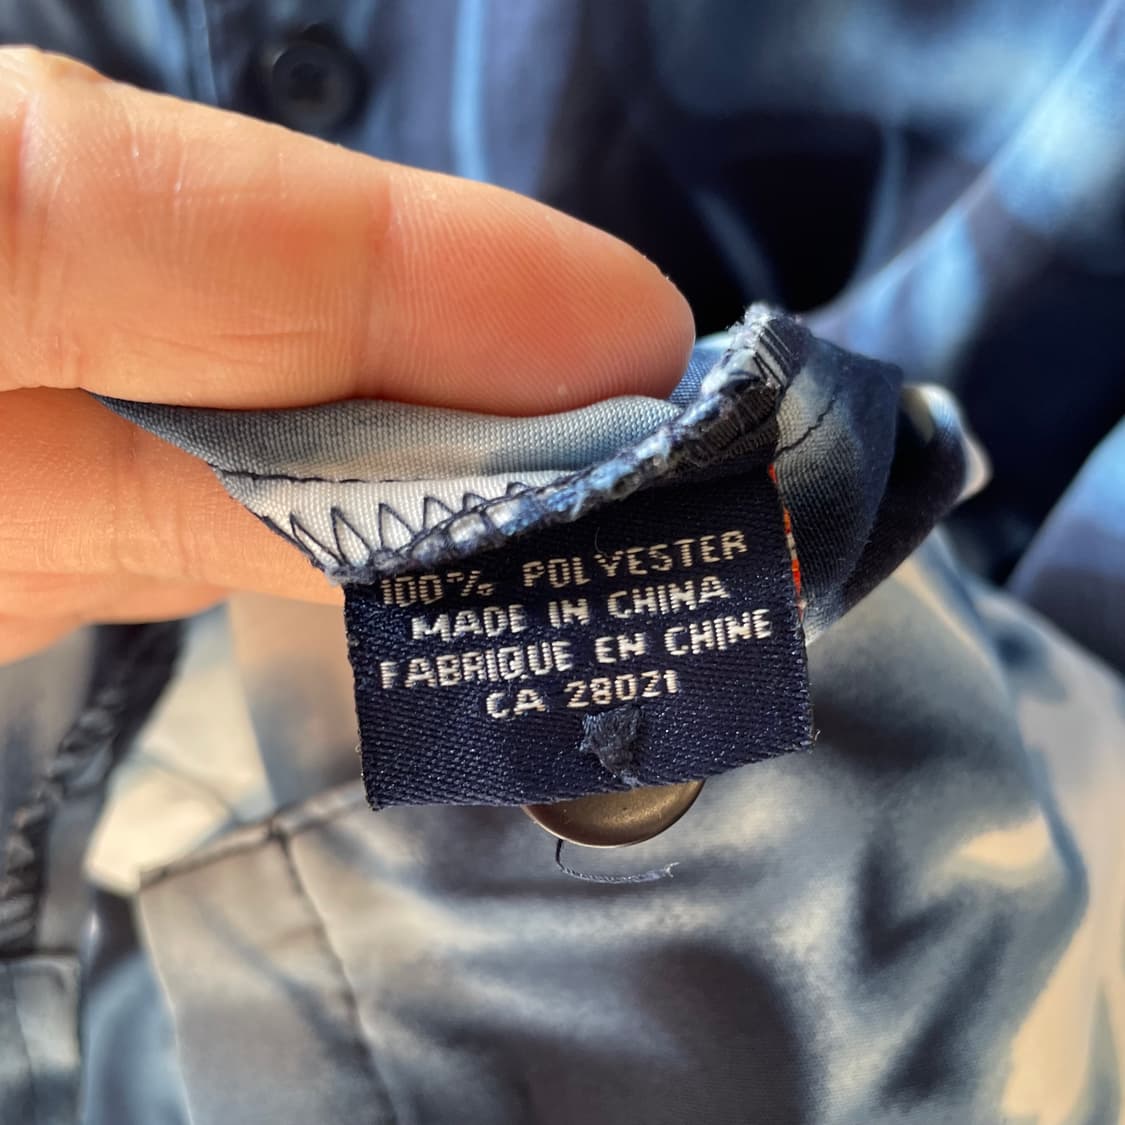 100% POLYESTER
MADE IN CHINA
FABRIQUE EN CHINE
CA 28021